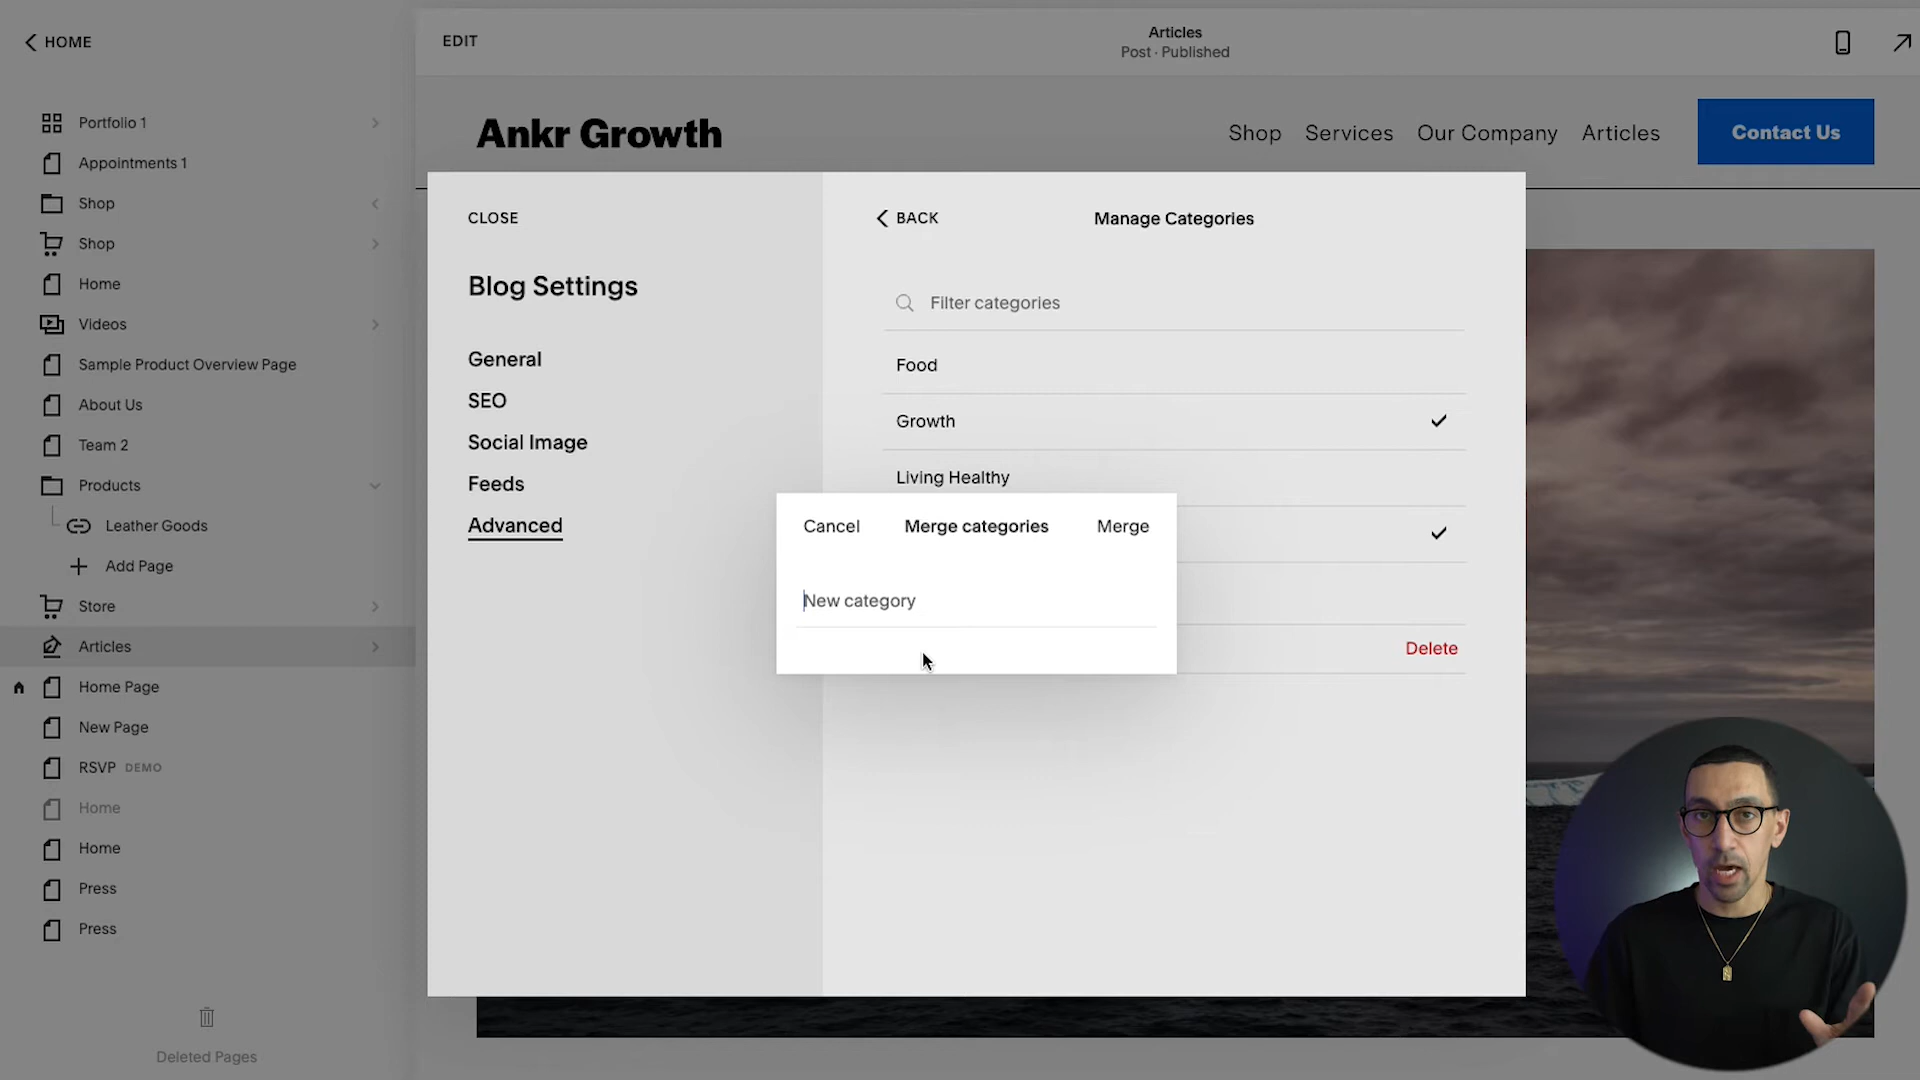 HOME
Portfolio 1
Appointments 1
Shop
Shop
Home
Videos
Sample Product Overview Page
About Us
Team 2
Products
Leather Goods
Add Page
Store
Articles
Home Page
New Page
RSVP DEMO
Home
Home
Press
Press
Deleted Pages
EDIT
Articles
Post · Published
Ankr Growth
Shop Services Our Company Articles Contact Us
CLOSE
Blog Settings
General
SEO
Social Image
Feeds
Advanced
BACK
Manage Categories
Filter categories
Food
Growth
Living Healthy
Cancel Merge categories Merge
New category
Delete